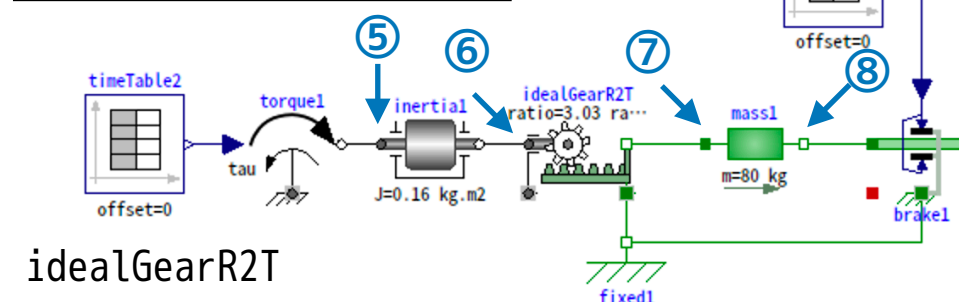 offset=0
⑤
⑥
⑦
⑧
timeTable2
torque1
inertia1
idealGearR2T
ratio=3.03 ra…
mass1
tau
J=0.16 kg.m2
m=80 kg
offset=0
brake1
idealGearR2T
fixed1